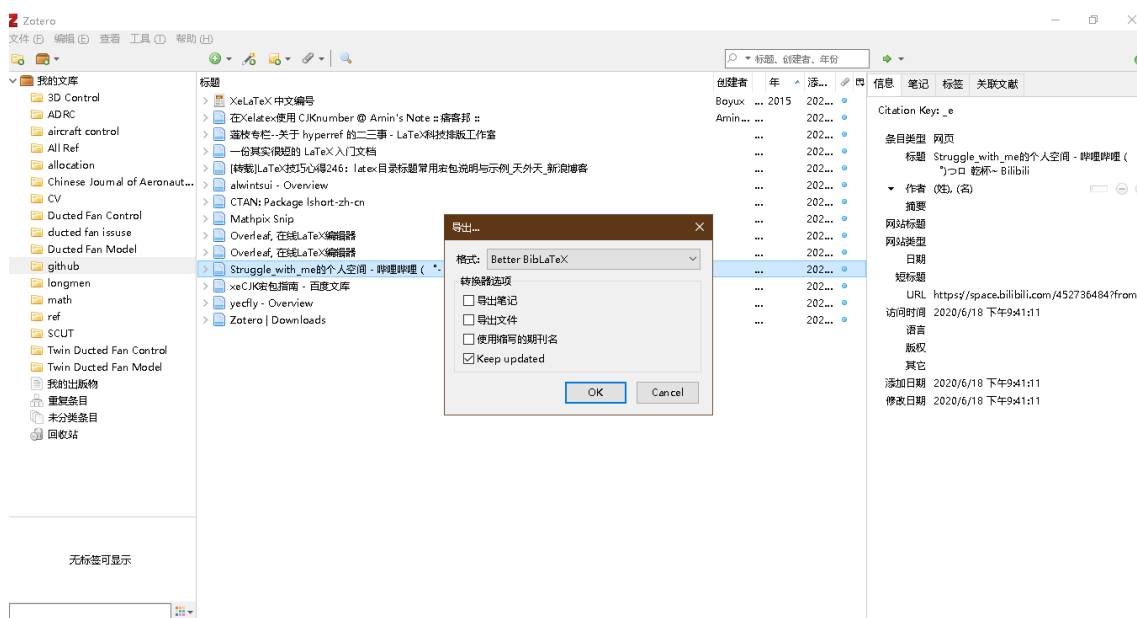 Zotero
文件(F) 编辑(E) 查看 工具(T) 帮助(H)
标题、创建者、年份
我的文库
3D Control
ADRC
aircraft control
All Ref
allocation
Chinese Journal of Aeronaut...
CV
Ducted Fan Control
ducted fan issuse
Ducted Fan Model
github
longmen
math
ref
SCUT
Twin Ducted Fan Control
Twin Ducted Fan Model
我的出版物
重复条目
未分类条目
回收站
无标签可显示
标题 创建者 年 添...
XeLaTeX 中文编号 Boyux ... 2015 202...
在Xelatex使用 CJKnumber @ Amin's Note :: 痞客邦 :: Amin... ... 202...
莲枝专栏--关于 hyperref 的二三事 - LaTeX科技排版工作室 ... 202...
一份其实很短的 LaTeX 入门文档 ... 202...
[转载]LaTeX技巧心得246：latex目录标题常用宏包说明与示例_天外天_新浪博客 ... 202...
alwintsui - Overview ... 202...
CTAN: Package lshort-zh-cn ... 202...
Mathpix Snip ... 202...
Overleaf, 在线LaTeX编辑器 ... 202...
Overleaf, 在线LaTeX编辑器 ... 202...
Struggle_with_me的个人空间 - 哔哩哔哩 ( ゜- ... 202...
xeCJK宏包指南 - 百度文库 ... 202...
yecfly - Overview ... 202...
Zotero | Downloads ... 202...
导出...
格式: Better BibLaTeX
转换器选项
导出笔记
导出文件
使用缩写的期刊名
Keep updated
OK Cancel
信息 笔记 标签 关联文献
Citation Key: _e
条目类型 网页
标题 Struggle_with_me的个人空间 - 哔哩哔哩 (
゜)つロ 乾杯~ Bilibili
作者 (姓), (名)
摘要
网站标题
网站类型
日期
短标题
URL https://space.bilibili.com/452736484?from
访问时间 2020/6/18 下午9:41:11
语言
版权
其它
添加日期 2020/6/18 下午9:41:11
修改日期 2020/6/18 下午9:41:11